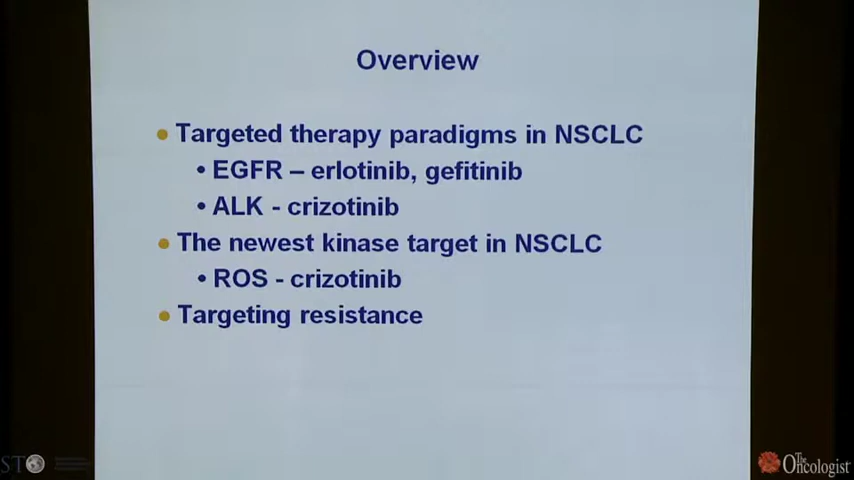 Overview
• Targeted therapy paradigms in NSCLC
• EGFR – erlotinib, gefitinib
• ALK - crizotinib
• The newest kinase target in NSCLC
• ROS - crizotinib
• Targeting resistance
STO
The Oncologist